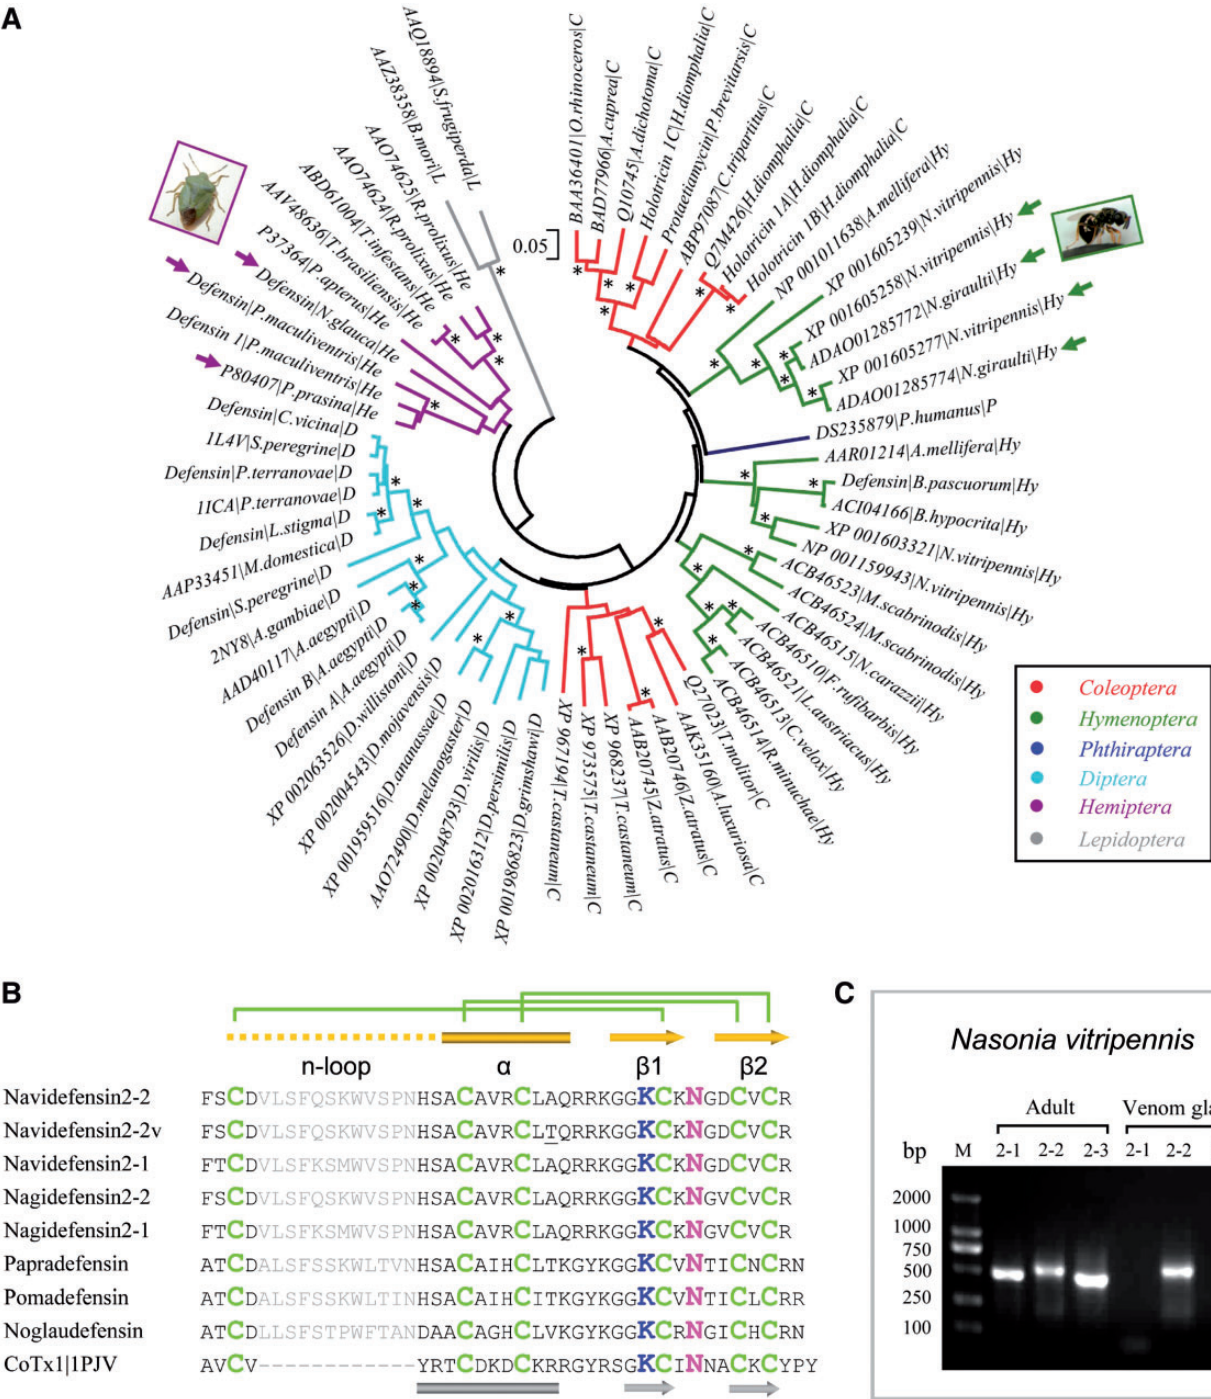 A
AAQ18894|S.frugiperda|L
AAZ38358|B.mori|L
AAO74625|R.prolixus|He
AAO74624|R.prolixus|He
ABD61004|T.infestans|He
AAV48636|T.brasiliensis|He
P37364|P.apterus|He
Defensin|N.glauca|He
Defensin|P.maculiventris|He
Defensin 1|P.maculiventris|He
P80407|P.prasina|He
Defensin|C.vicina|D
1L4V|S.peregrine|D
Defensin|P.terranovae|D
1ICA|P.terranovae|D
Defensin|L.stigma|D
AAP33451|M.domestica|D
Defensin|S.peregrine|D
2NY8|A.gambiae|D
AAD40117|A.aegypti|D
Defensin B|A.aegypti|D
Defensin A|A.aegypti|D
XP 002063526|D.willistoni|D
XP 002004543|D.mojavensis|D
XP 001959516|D.ananassae|D
AAO72490|D.melanogaster|D
XP 002048793|D.virilis|D
XP 002016312|D.persimilis|D
XP 001986823|D.grimshawi|D
XP 967194|T.castaneum|C
XP 973575|T.castaneum|C
XP 968237|T.castaneum|C
AAB20745|Z.atratus|C
AAB20746|Z.atratus|C
AAK35160|A.luxuriosa|C
Q27023|T.molitor|C
ACB46514|R.minuchae|Hy
ACB46513|C.velox|Hy
ACB46521|L.austriacus|Hy
ACB46510|F.rufibarbis|Hy
ACB46515|N.carazzii|Hy
ACB46524|M.scabrinodis|Hy
ACB46523|M.scabrinodis|Hy
NP 001159943|N.vitripennis|Hy
XP 001603321|N.vitripennis|Hy
ACI04166|B.hypocrita|Hy
Defensin|B.pascuorum|Hy
AAR01214|A.mellifera|Hy
DS235879|P.humanus|P
ADAO01285774|N.giraulti|Hy
XP 001605277|N.vitripennis|Hy
ADAO01285772|N.giraulti|Hy
XP 001605258|N.vitripennis|Hy
XP 001605239|N.vitripennis|Hy
NP 001011638|A.mellifera|Hy
Holotricin 1B|H.diomphalia|C
Holotricin 1A|H.diomphalia|C
Q7M426|H.diomphalia|C
ABP97087|C.tripartitus|C
Protaetiamycin|P.brevitarsis|C
Holotricin 1C|H.diomphalia|C
Q10745|A.dichotoma|C
BAD77966|A.cuprea|C
BAA36401|O.rhinoceros|C
0.05
Coleoptera
Hymenoptera
Phthiraptera
Diptera
Hemiptera
Lepidoptera
B
n-loop α β1 β2
Navidefensin2-2 FSCDVLSFQSKWVSPNHSACAVRCLAQRRKGGKCKNGDCVCR
Navidefensin2-2v FSCDVLSFQSKWVSPNHSACAVRCLTQRRKGGKCKNGDCVCR
Navidefensin2-1 FTCDVLSFKSMWVSPNHSACAVRCLAQRRKGGKCKNGDCVCR
Nagidefensin2-2 FSCDVLSFQSKWVSPNHSACAVRCLAQRRKGGKCKNGVCVCR
Nagidefensin2-1 FTCDVLSFKSMWVSPNHSACAVRCLAQRRKGGKCKNGVCVCR
Papradefensin ATCDALSFSSKWLTVNHSACAIHCLTKGYKGGKCVNTICNCRN
Pomadefensin ATCDALSFSSKWLTINHSACAIHCITKGYKGGKCVNTICLCRR
Noglaudefensin ATCDLLSFSTPWFTANDAACAGHCLVKGYKGGKCRNGICHCRN
CoTx1|1PJV AVCV----------------YRTCDKDCKRRGYRSGKCINNACKCYPY
C
Nasonia vitripennis
Adult Venom gla
bp M 2-1 2-2 2-3 2-1 2-2
2000
1000
750
500
250
100